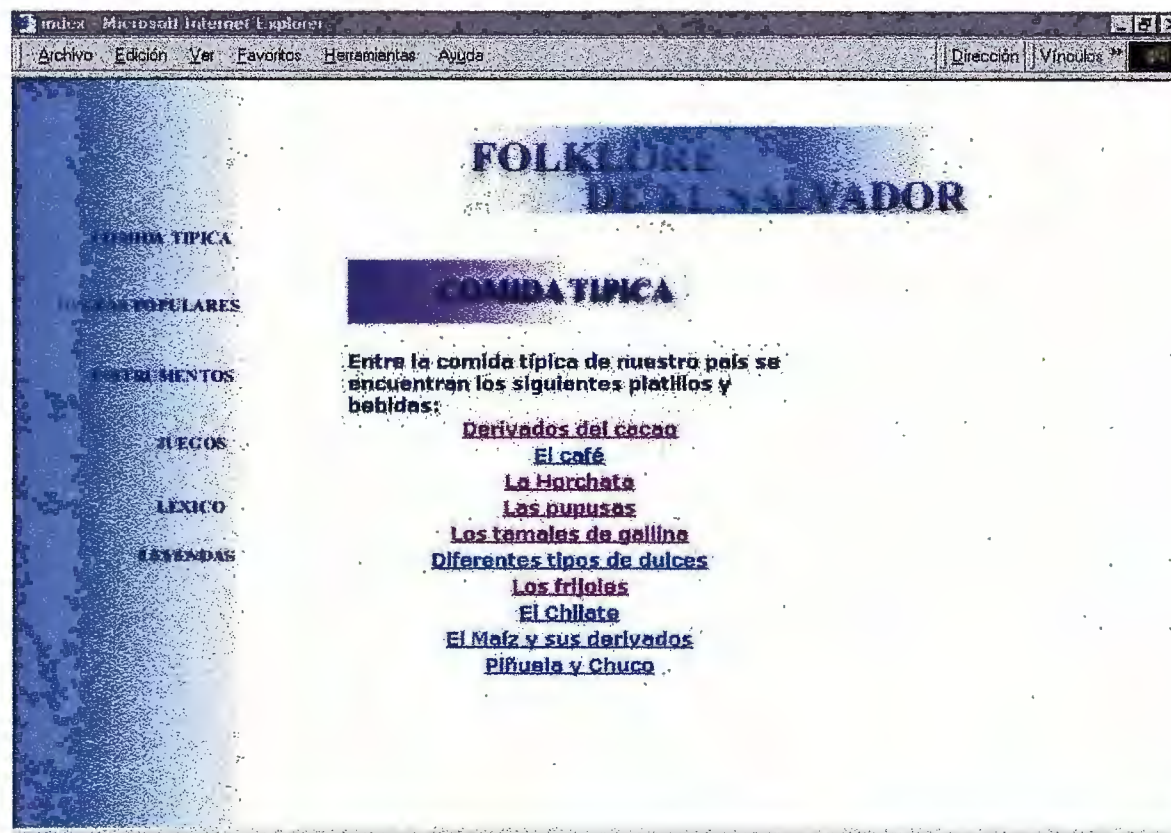 index - Microsoft Internet Explorer
Archivo Edición Ver Favoritos Herramientas Ayuda Dirección Vínculos »
FOLKLORE
DE EL SALVADOR
COMIDA TIPICA
POPULARES
INSTRUMENTOS
JUEGOS
LEXICO
LEYENDAS
COMIDA TIPICA
Entre la comida típica de nuestro país se
encuentran los siguientes platillos y
bebidas:
Derivados del cacao
El café
La Horchata
Las pupusas
Los tamales de gallina
Diferentes tipos de dulces
Los frijoles
El Chilate
El Maíz y sus derivados
Piñuela y Chuco